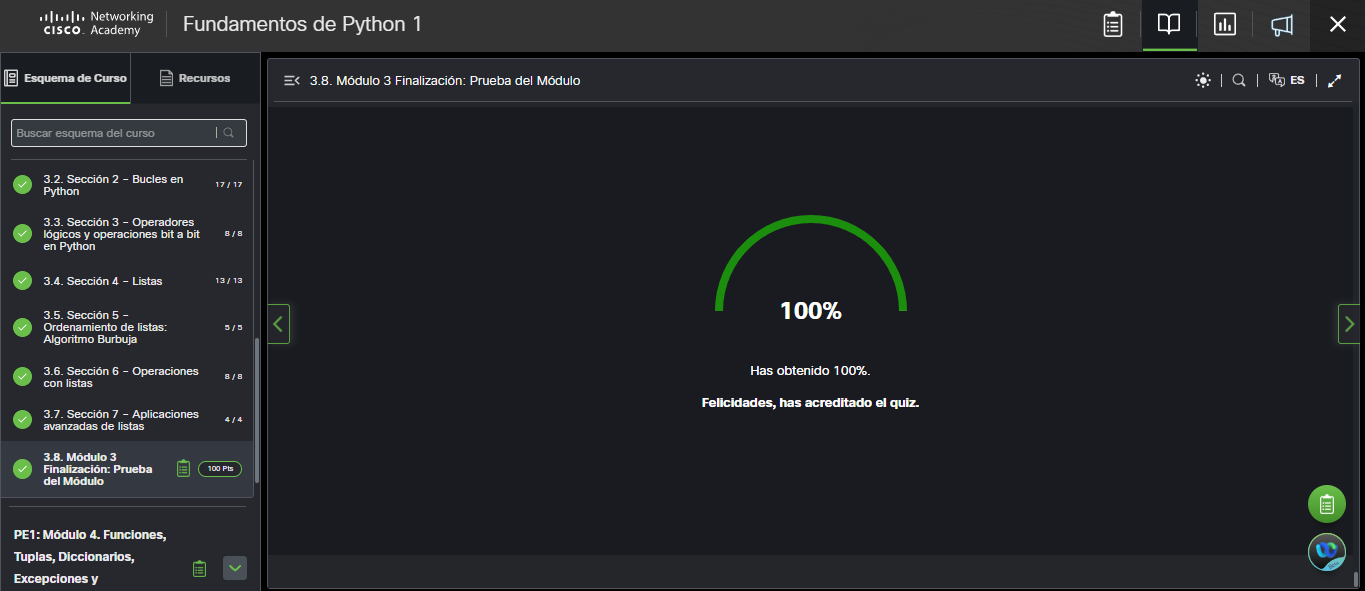 Networking
CISCO Academy
Fundamentos de Python 1
Esquema de Curso
Recursos
Buscar esquema del curso
3.2. Sección 2 – Bucles en
Python
17 / 17
3.3. Sección 3 – Operadores
lógicos y operaciones bit a bit
en Python
8 / 8
3.4. Sección 4 – Listas
13 / 13
3.5. Sección 5 –
Ordenamiento de listas:
Algoritmo Burbuja
5 / 5
3.6. Sección 6 – Operaciones
con listas
8 / 8
3.7. Sección 7 – Aplicaciones
avanzadas de listas
4 / 4
3.8. Módulo 3
Finalización: Prueba
del Módulo
100 Pts
PE1: Módulo 4. Funciones,
Tuplas, Diccionarios,
Excepciones y
3.8. Módulo 3 Finalización: Prueba del Módulo
ES
100%
Has obtenido 100%.
Felicidades, has acreditado el quiz.